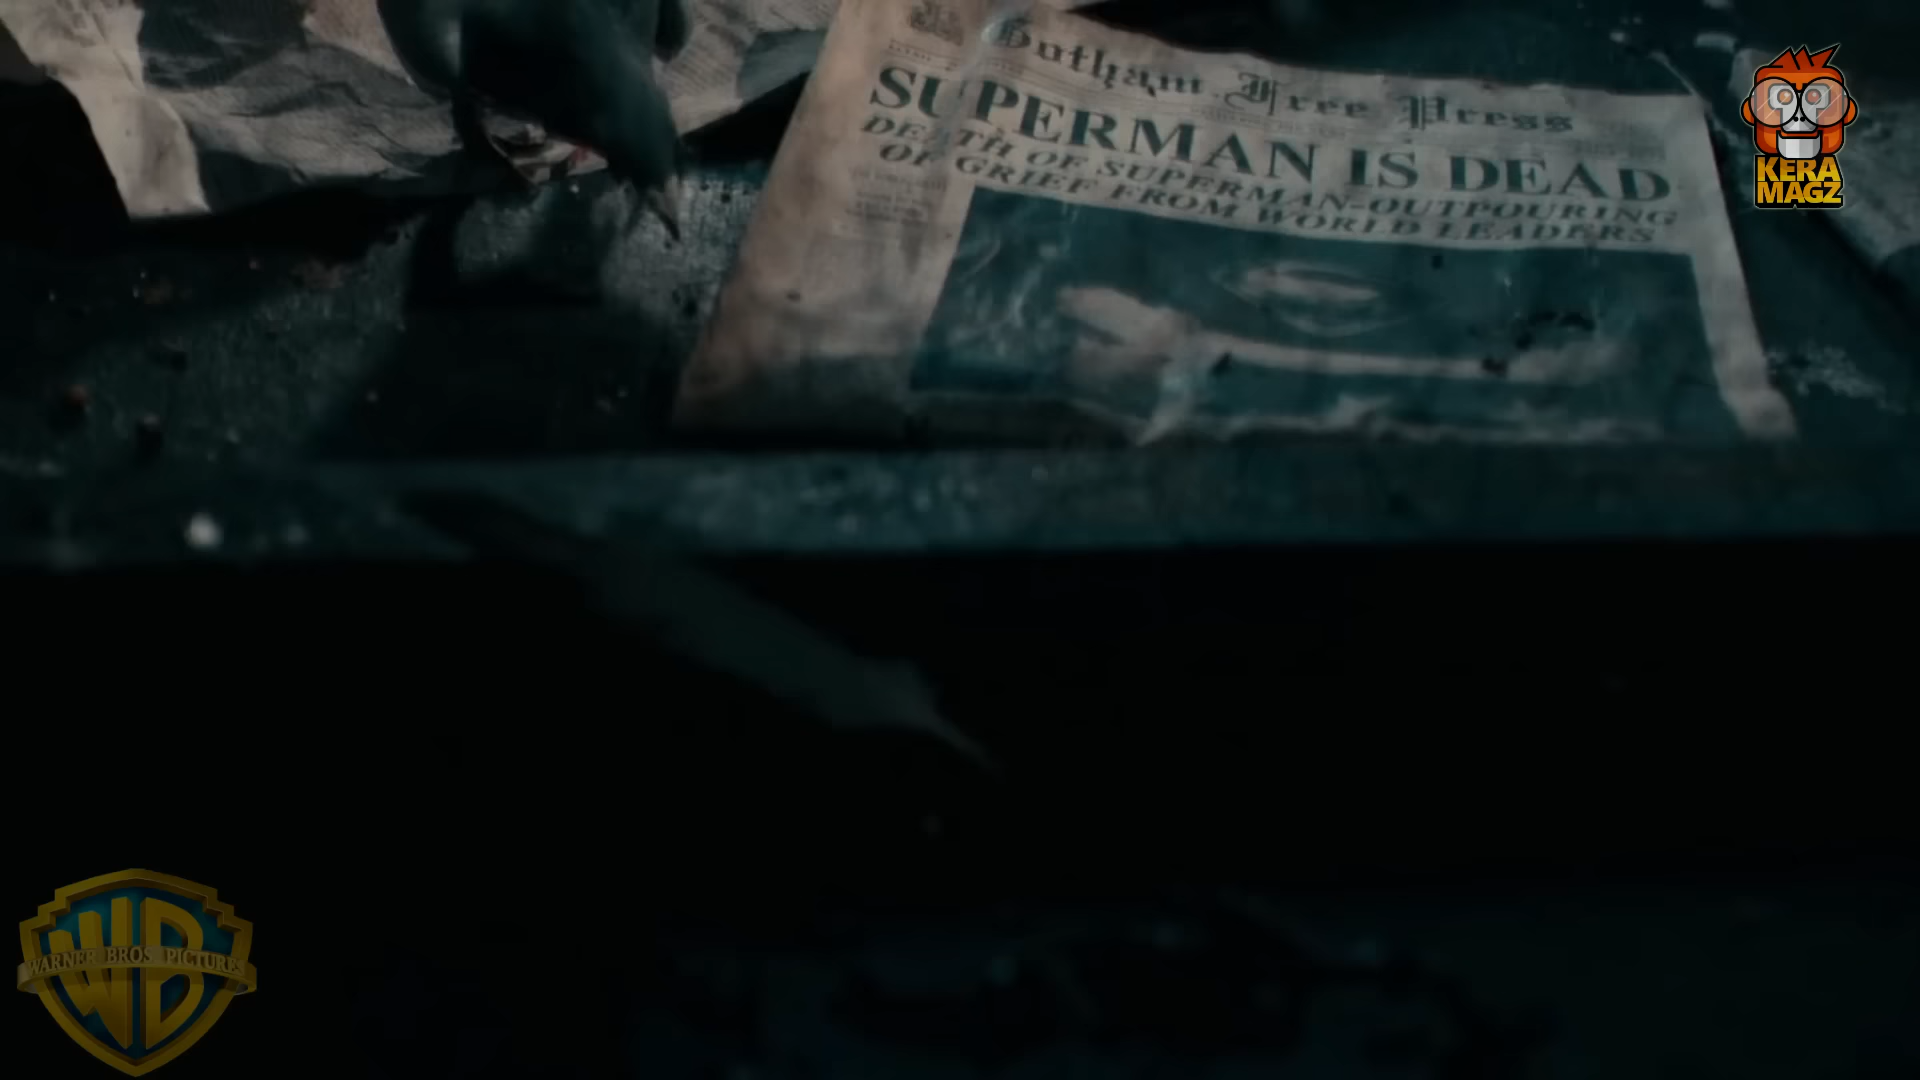 Gotham Free Press
SUPERMAN IS DEAD
DEATH OF SUPERMAN-OUTPOURING
OF GRIEF FROM WORLD LEADERS
KERA
MAGZ
WB
WARNER BROS PICTURES